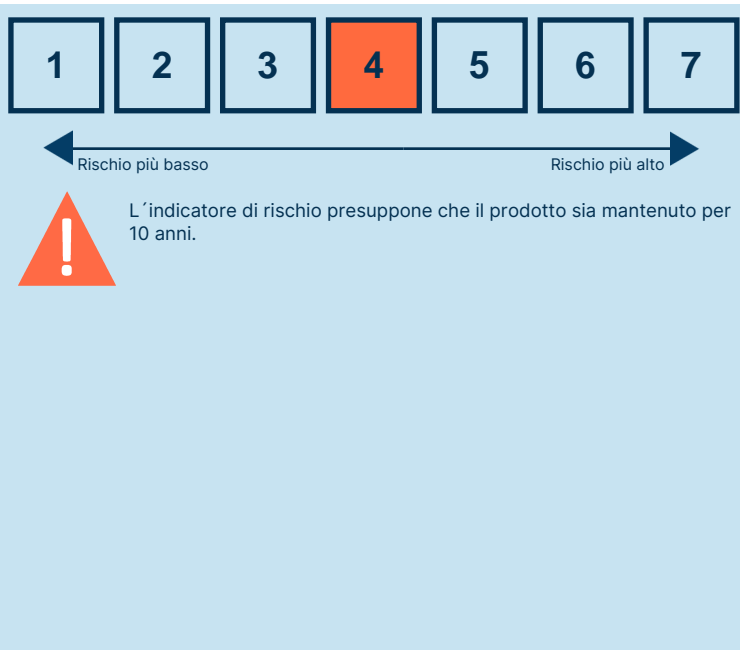 1 2 3 4 5 6 7
Rischio più basso Rischio più alto
L´indicatore di rischio presuppone che il prodotto sia mantenuto per
10 anni.